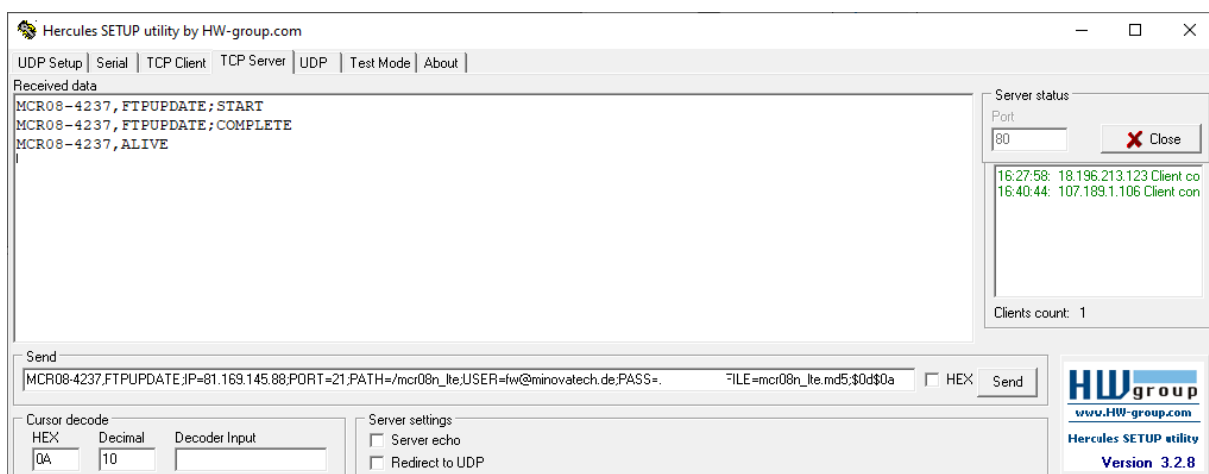 Hercules SETUP utility by HW-group.com
UDP Setup Serial TCP Client TCP Server UDP Test Mode About
Received data
MCR08-4237,FTPUPDATE;START
MCR08-4237,FTPUPDATE;COMPLETE
MCR08-4237,ALIVE
Server status
Port
80
Close
16:27:58: 18.196.213.123 Client co
16:40:44: 107.189.1.106 Client con
Clients count: 1
Send
MCR08-4237,FTPUPDATE;IP=81.169.145.88;PORT=21;PATH=/mcr08n_lte;USER=fw@minovatech.de;PASS=. FILE=mcr08n_lte.md5;$0d$0a
HEX
Send
HW group
www.HW-group.com
Hercules SETUP utility
Version 3.2.8
Cursor decode
HEX Decimal Decoder Input
0A 10
Server settings
Server echo
Redirect to UDP